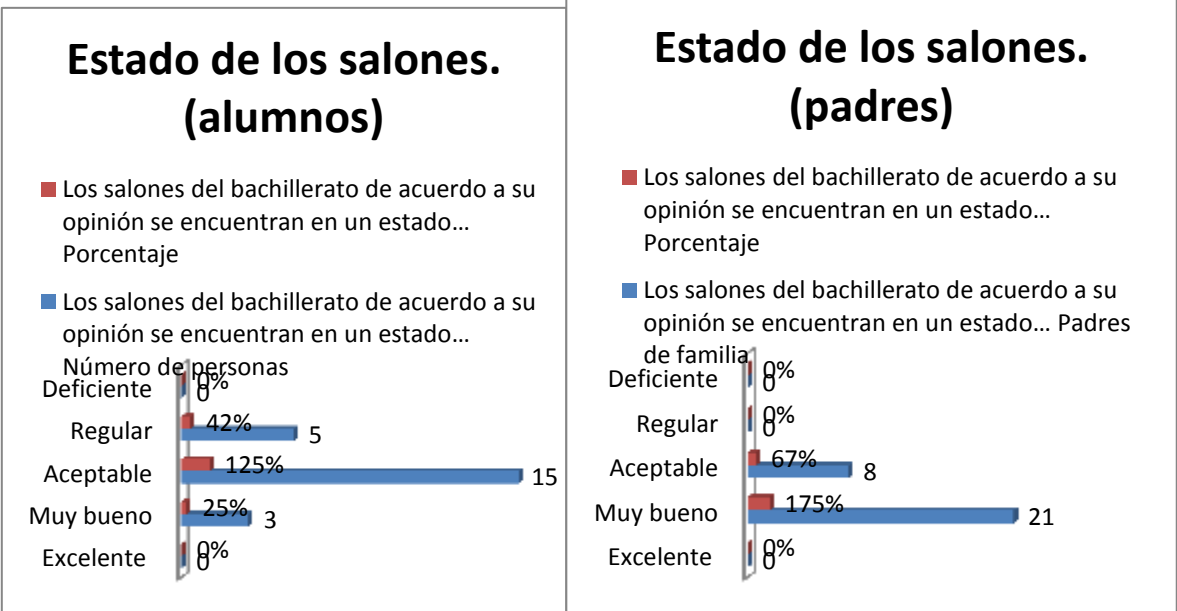 Estado de los salones.
(alumnos)
Los salones del bachillerato de acuerdo a su
opinión se encuentran en un estado...
Porcentaje
Los salones del bachillerato de acuerdo a su
opinión se encuentran en un estado...
Número de personas
Deficiente 0% 0
Regular 42% 5
Aceptable 125% 15
Muy bueno 25% 3
Excelente 0% 0
Estado de los salones.
(padres)
Los salones del bachillerato de acuerdo a su
opinión se encuentran en un estado...
Porcentaje
Los salones del bachillerato de acuerdo a su
opinión se encuentran en un estado... Padres
de familia
Deficiente 0% 0
Regular 0% 0
Aceptable 67% 8
Muy bueno 175% 21
Excelente 0% 0